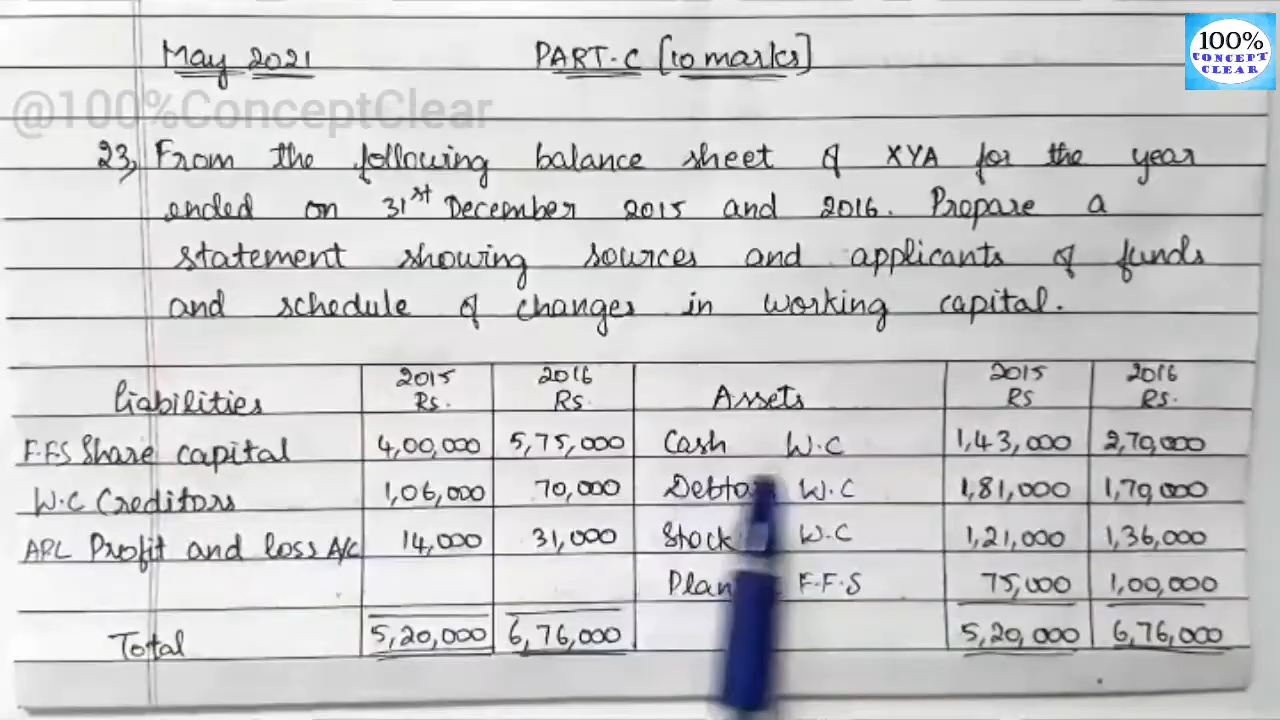 May 2021 PART-C [10 marks]
100%
CONCEPT
CLEAR
@100%ConceptClear
23, From the following balance sheet of XYA for the year
ended on 31st December 2015 and 2016. Prepare a
statement showing sources and applicants of funds
and schedule of changes in working capital.
Liabilities 2015 Rs. 2016 Rs. Assets 2015 Rs 2016 Rs.
F.F.S Share capital 4,00,000 5,75,000 Cash W.C 1,43,000 2,70,000
W.C Creditors 1,06,000 70,000 W.C 1,81,000 1,70,000
APL Profit and loss A/c 14,000 31,000 Stock W.C 1,21,000 1,36,000
F.F.S 75,000 1,00,000
Total 5,20,000 6,76,000 5,20,000 6,76,000